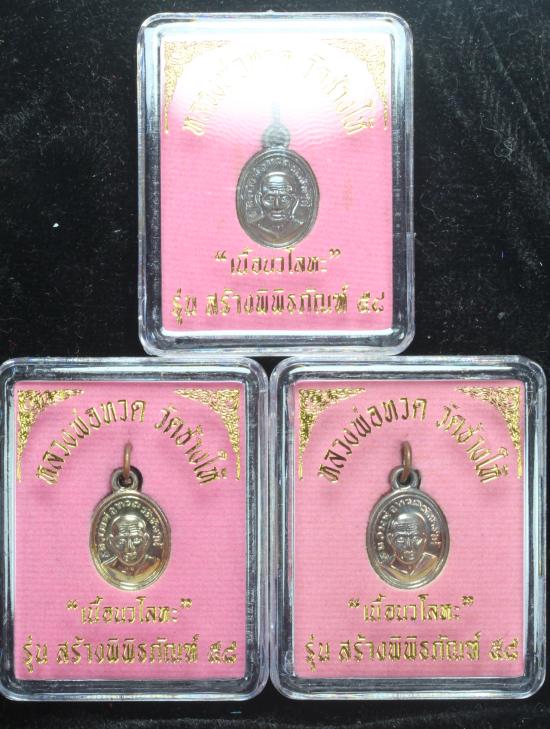 หลวงพ่อทวด วัดช้างให้
“เนื้อนวโลหะ”
รุ่น สร้างพิพิธภัณฑ์ ๕๘
หลวงพ่อทวด วัดช้างให้
“เนื้อนวโลหะ”
รุ่น สร้างพิพิธภัณฑ์ ๕๘
หลวงพ่อทวด วัดช้างให้
“เนื้อนวโลหะ”
รุ่น สร้างพิพิธภัณฑ์ ๕๘